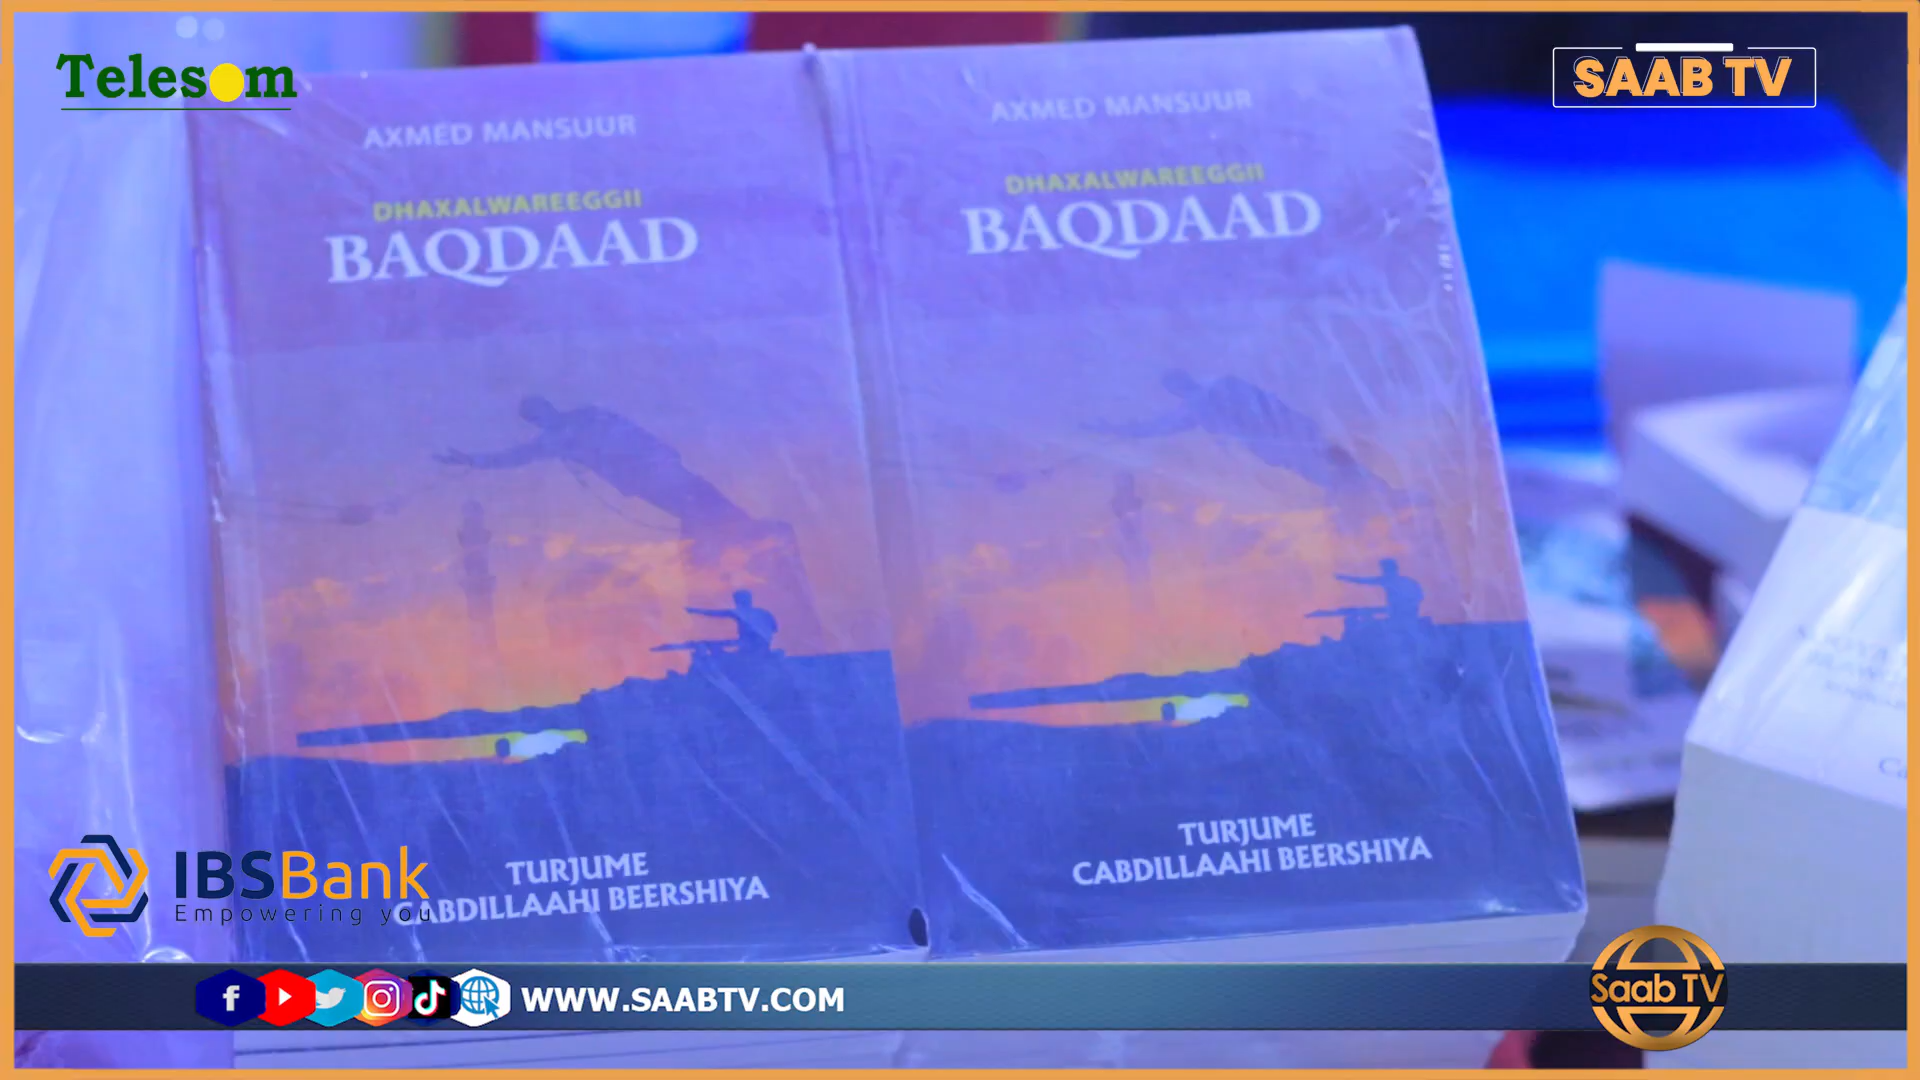 Telesom
SAAB TV
AXMED MANSUUR
DHAXALWAREEGGII
BAQDAAD
TURJUME
CABDILLAAHI BEERSHIYA
AXMED MANSUUR
DHAXALWAREEGGII
BAQDAAD
TURJUME
CABDILLAAHI BEERSHIYA
IBSBank
Empowering you
WWW.SAABTV.COM
Saab TV